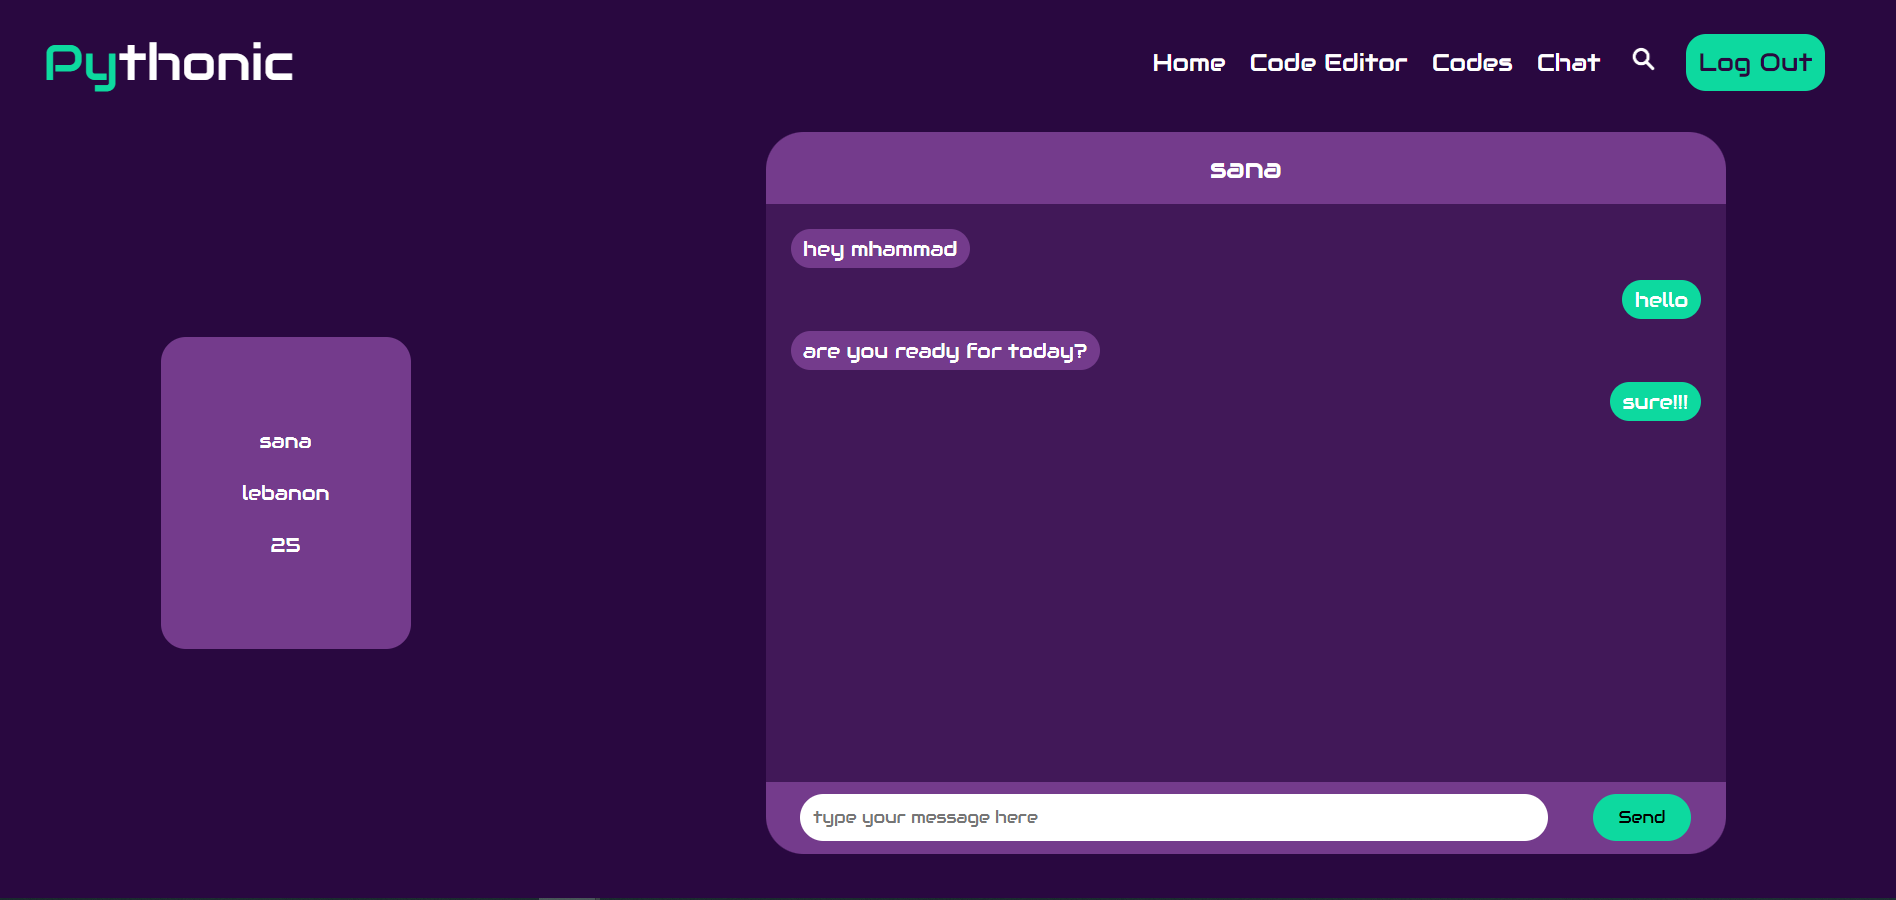 Pythonic
Home Code Editor Codes Chat Log Out
sana
hey mhammad
hello
are you ready for today?
sure!!!
sana
lebanon
25
type your message here
Send